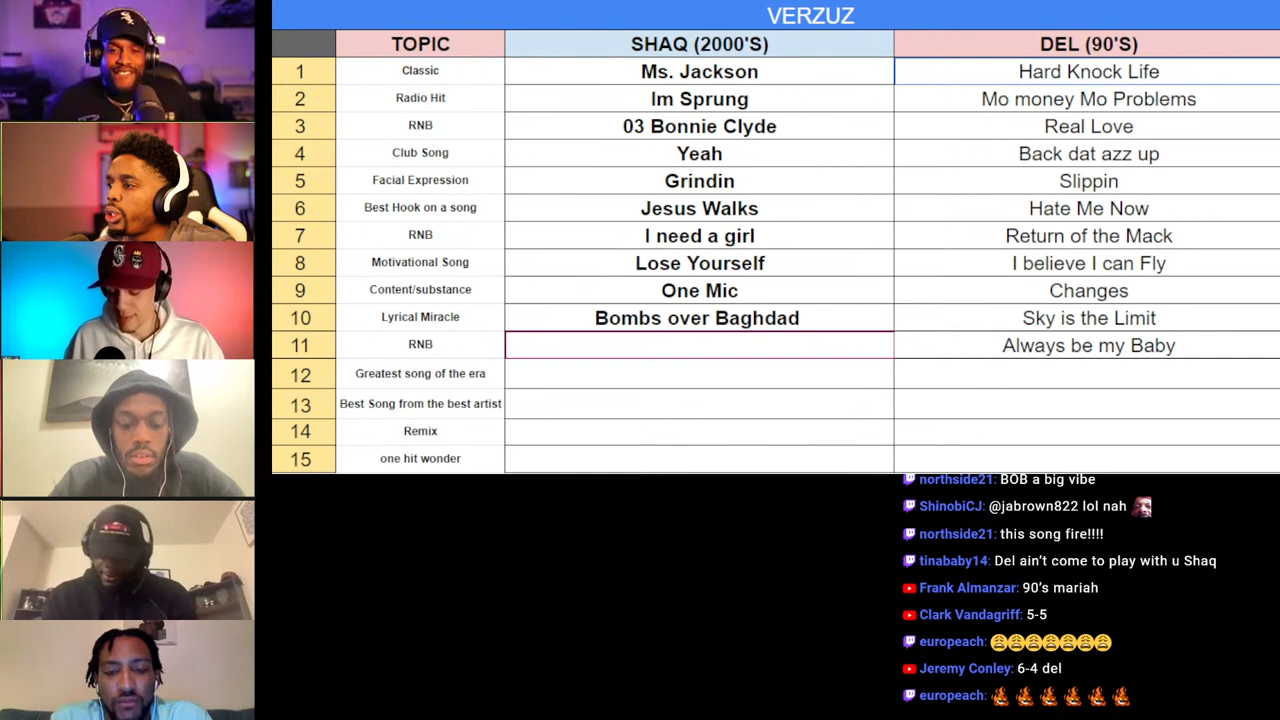 VERZUZ
TOPIC SHAQ (2000'S) DEL (90'S)
1 Classic Ms. Jackson Hard Knock Life
2 Radio Hit Im Sprung Mo money Mo Problems
3 RNB 03 Bonnie Clyde Real Love
4 Club Song Yeah Back dat azz up
5 Facial Expression Grindin Slippin
6 Best Hook on a song Jesus Walks Hate Me Now
7 RNB I need a girl Return of the Mack
8 Motivational Song Lose Yourself I believe I can Fly
9 Content/substance One Mic Changes
10 Lyrical Miracle Bombs over Baghdad Sky is the Limit
11 RNB Always be my Baby
12 Greatest song of the era
13 Best Song from the best artist
14 Remix
15 one hit wonder
northside21: BOB a big vibe
ShinobiCJ: @jabrown822 lol nah
northside21: this song fire!!!!
tinababy14: Del ain't come to play with u Shaq
Frank Almanzar: 90's mariah
Clark Vandagriff: 5-5
europeach: 😩😩😩😩😩😩😩
Jeremy Conley: 6-4 del
europeach: 🔥🔥🔥🔥🔥🔥